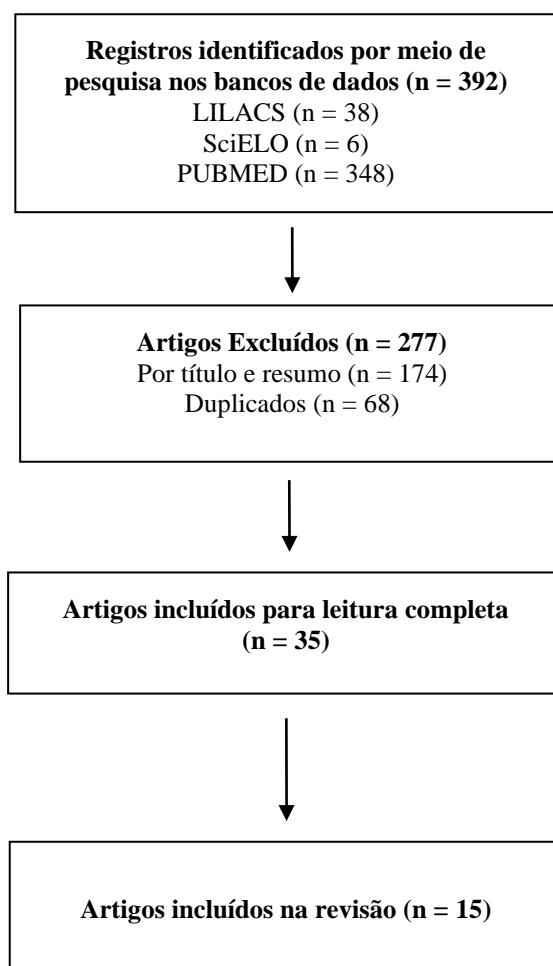 Registros identificados por meio de
pesquisa nos bancos de dados (n = 392)
LILACS (n = 38)
SciELO (n = 6)
PUBMED (n = 348)
Artigos Excluídos (n = 277)
Por título e resumo (n = 174)
Duplicados (n = 68)
Artigos incluídos para leitura completa
(n = 35)
Artigos incluídos na revisão (n = 15)